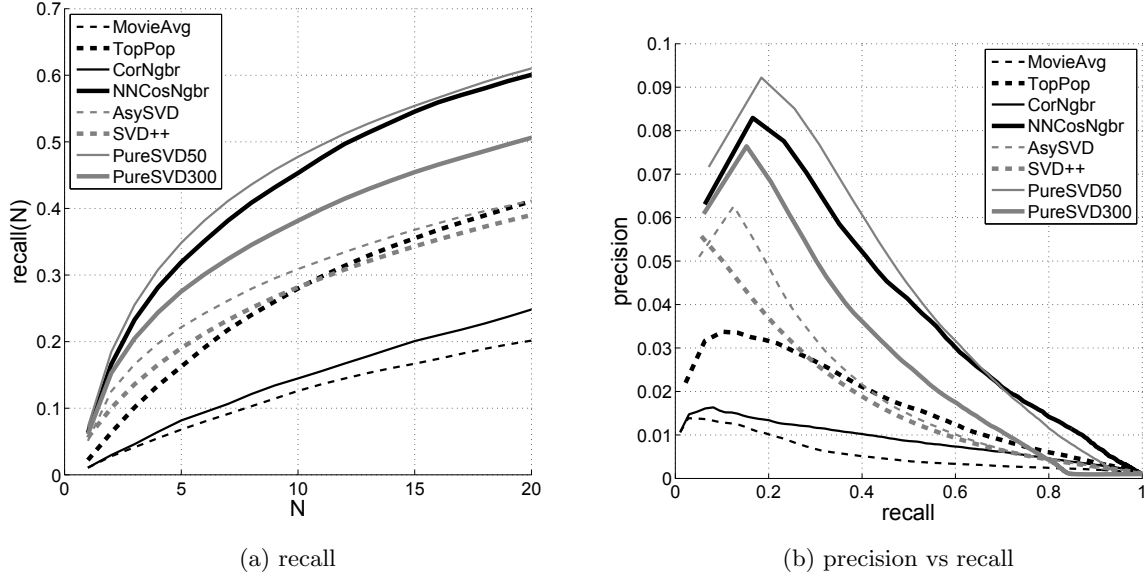 0.7
0.6
0.5
0.4
0.3
0.2
0.1
0
recall(N)
0
5
10
15
20
N
MovieAvg
TopPop
CorNgbr
NNCosNgbr
AsySVD
SVD++
PureSVD50
PureSVD300
(a) recall
0.1
0.09
0.08
0.07
0.06
0.05
0.04
0.03
0.02
0.01
0
precision
0
0.2
0.4
0.6
0.8
1
recall
MovieAvg
TopPop
CorNgbr
NNCosNgbr
AsySVD
SVD++
PureSVD50
PureSVD300
(b) precision vs recall